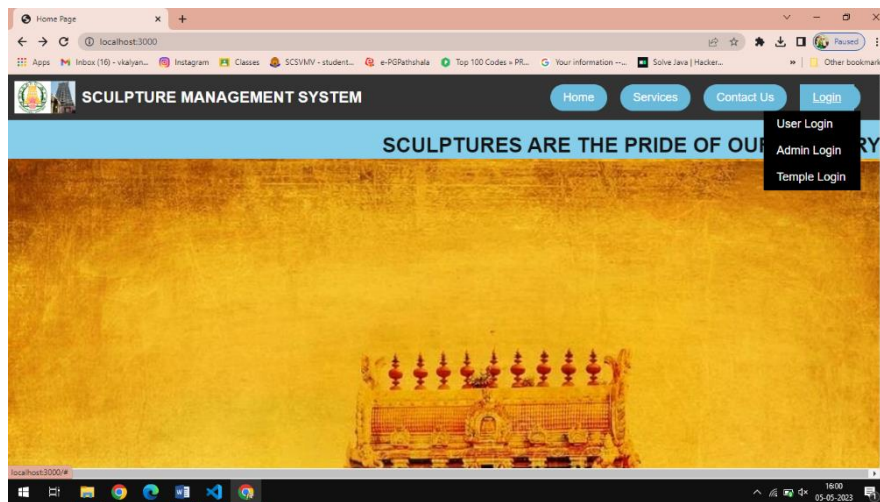 Home Page
localhost:3000
Paused
Apps Inbox (16) - vkalyan... Instagram Classes SCSVMV - student... e-PGPathshala Top 100 Codes » PR... Your information --... Solve Java | Hacker... » Other bookmark
SCULPTURE MANAGEMENT SYSTEM Home Services Contact Us Login
User Login
SCULPTURES ARE THE PRIDE OF OU RY
Admin Login
Temple Login
localhost:3000/#
16:00
05-05-2023